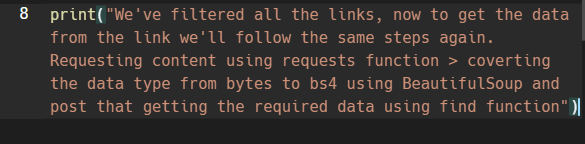 8 print("We've filtered all the links, now to get the data
from the link we'll follow the same steps again.
Requesting content using requests function > coverting
the data type from bytes to bs4 using BeautifulSoup and
post that getting the required data using find function")